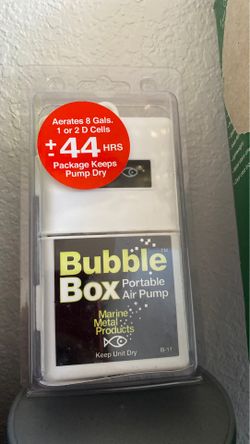 Aerates 8 Gals.
1 or 2 D Cells
± 44 HRS
Package Keeps
Pump Dry
Bubble™
Box Portable
Air Pump
Marine
Metal
Products
Keep Unit Dry
B-11